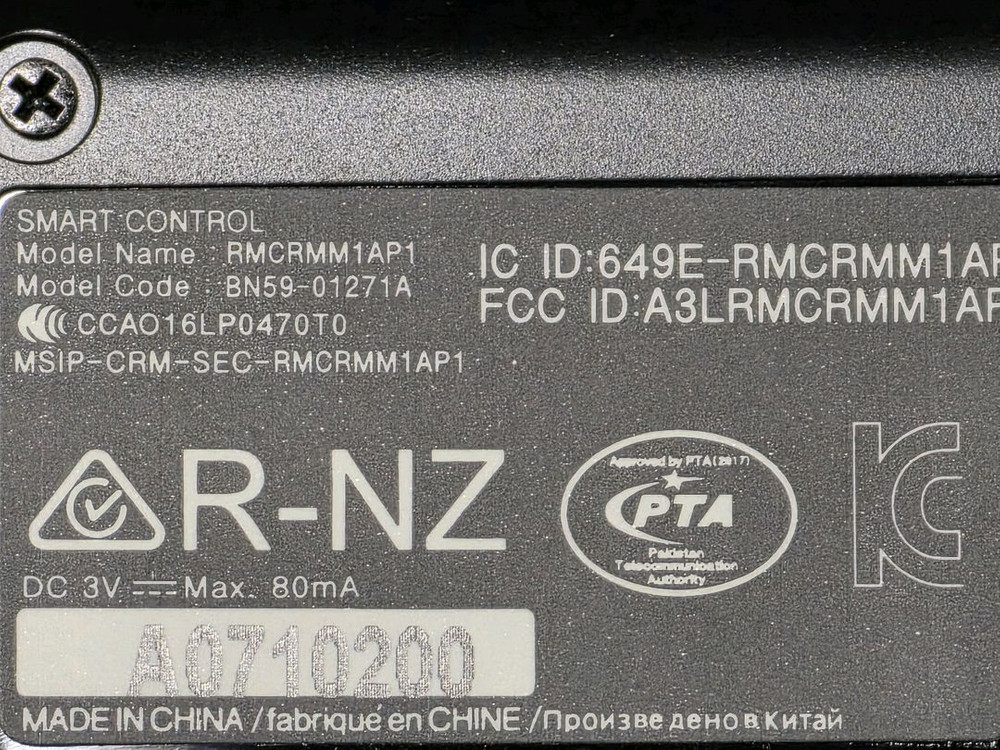 SMART CONTROL
Model Name : RMCRMM1AP1
Model Code : BN59-01271A
CCAO16LP0470T0
MSIP-CRM-SEC-RMCRMM1AP1
IC ID:649E-RMCRMM1AP
FCC ID:A3LRMCRMM1AP
R-NZ
Approved by PTA(2017)
PTA
Pakistan
Telecommunication
Authority
DC 3V Max. 80mA
A0710200
MADE IN CHINA /fabriqué en CHINE /Произведено в Китай